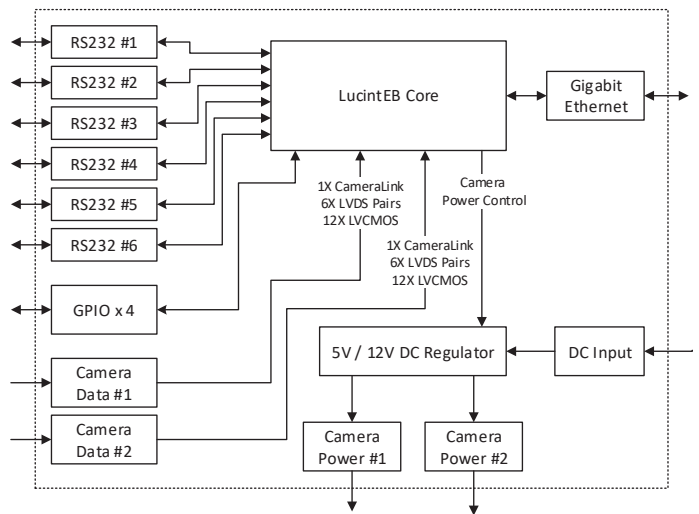 RS232 #1
RS232 #2
RS232 #3
RS232 #4
RS232 #5
RS232 #6
GPIO x 4
Camera
Data #1
Camera
Data #2
LucintEB Core
Gigabit
Ethernet
1X CameraLink
6X LVDS Pairs
12X LVCMOS
1X CameraLink
6X LVDS Pairs
12X LVCMOS
Camera
Power Control
5V / 12V DC Regulator
DC Input
Camera
Power #1
Camera
Power #2